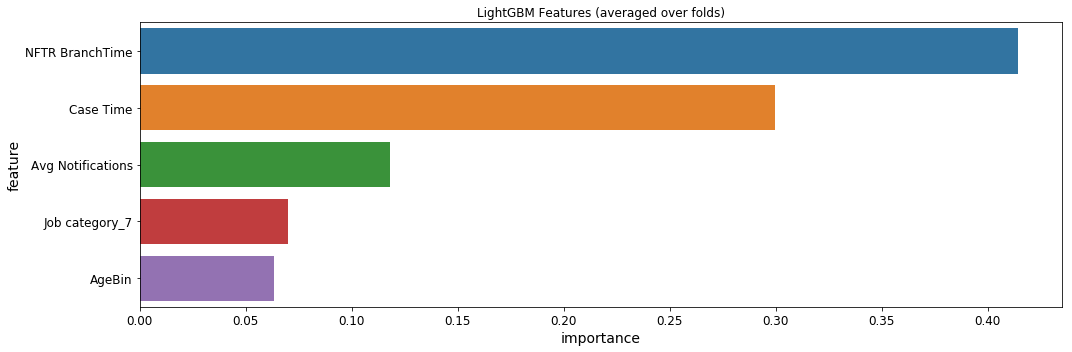 LightGBM Features (averaged over folds)
NFTR BranchTime
Case Time
Avg Notifications
Job category_7
AgeBin
feature
0.00 0.05 0.10 0.15 0.20 0.25 0.30 0.35 0.40
importance